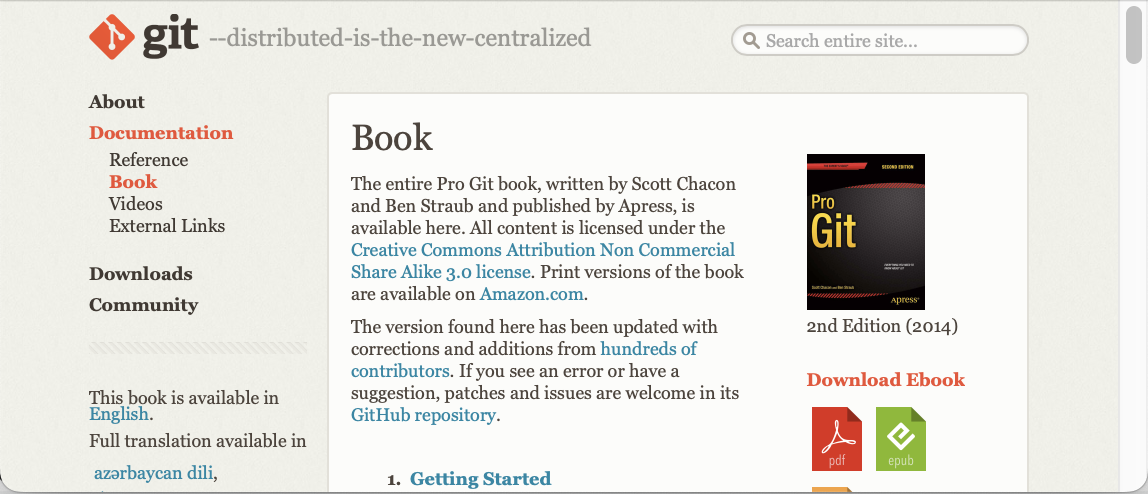 git --distributed-is-the-new-centralized
Search entire site...
About
Documentation
Reference
Book
Videos
External Links
Downloads
Community
This book is available in
English.
Full translation available in
azərbaycan dili,
Book
The entire Pro Git book, written by Scott Chacon
and Ben Straub and published by Apress, is
available here. All content is licensed under the
Creative Commons Attribution Non Commercial
Share Alike 3.0 license. Print versions of the book
are available on Amazon.com.
The version found here has been updated with
corrections and additions from hundreds of
contributors. If you see an error or have a
suggestion, patches and issues are welcome in its
GitHub repository.
1. Getting Started
SECOND EDITION
Pro
Git
Scott Chacon and Ben Straub
Apress®
2nd Edition (2014)
Download Ebook
pdf
epub